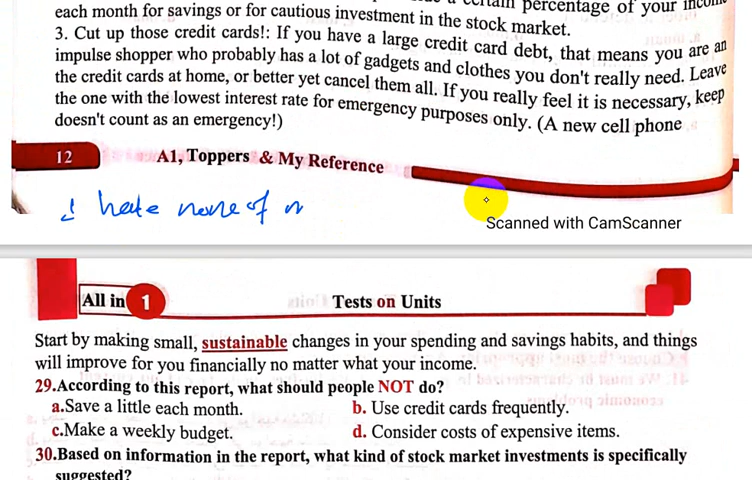 certain percentage of your
each month for savings or for cautious investment in the stock market.
3. Cut up those credit cards!: If you have a large credit card debt, that means you are an
impulse shopper who probably has a lot of gadgets and clothes you don't really need. Leave
the credit cards at home, or better yet cancel them all. If you really feel it is necessary, keep
the one with the lowest interest rate for emergency purposes only. (A new cell phone
doesn't count as an emergency!)
12 A1, Toppers & My Reference
hate none of
Scanned with CamScanner
All in 1 Tests on Units
Start by making small, sustainable changes in your spending and savings habits, and things
will improve for you financially no matter what your income.
29.According to this report, what should people NOT do?
a.Save a little each month. b. Use credit cards frequently.
c.Make a weekly budget. d. Consider costs of expensive items.
30.Based on information in the report, what kind of stock market investments is specifically
suggested?